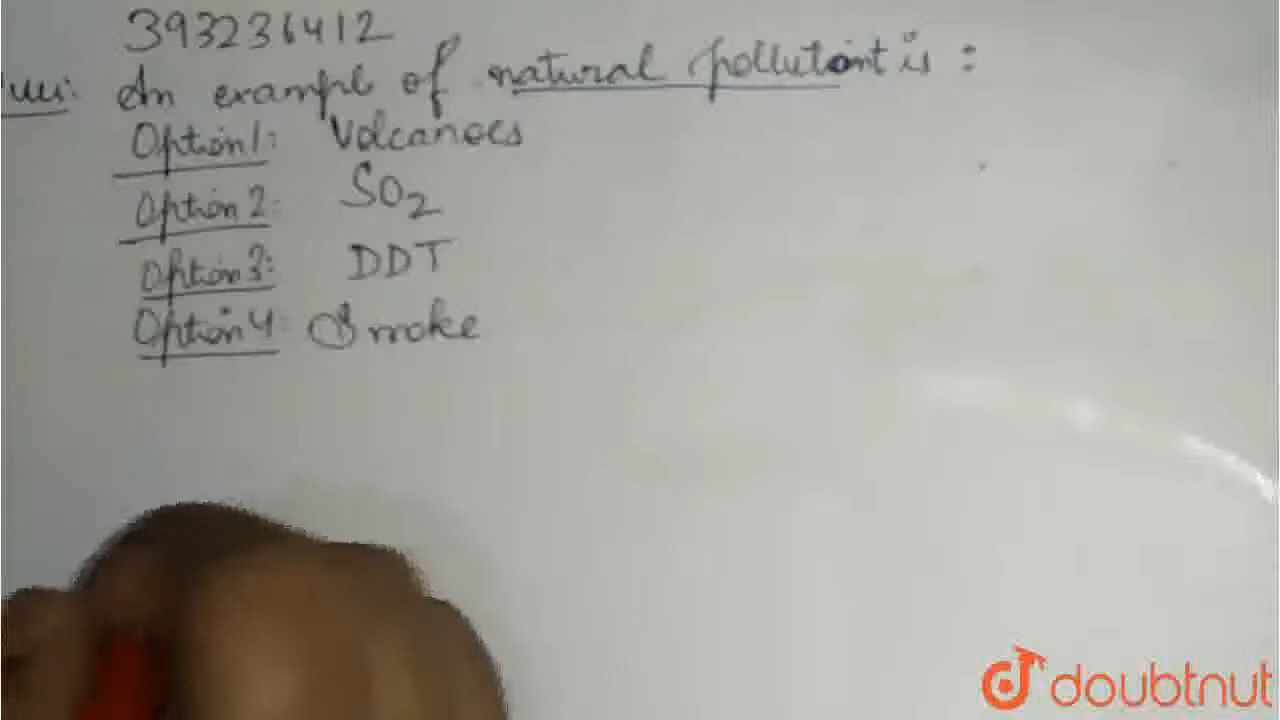 393236412
An example of natural pollutant is :
Option 1: Volcanoes
Option 2: SO2
Option 3: DDT
Option 4: Smoke
doubtnut